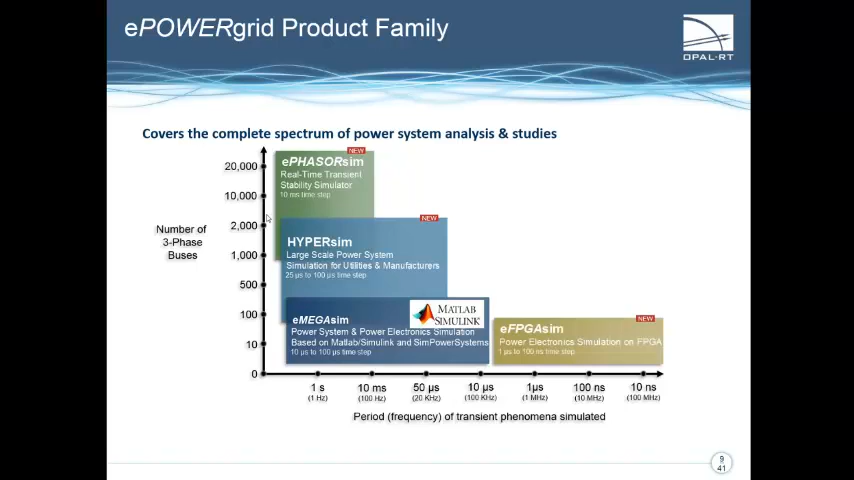 ePOWERgrid Product Family
OPAL-RT
Covers the complete spectrum of power system analysis & studies
Number of
3-Phase
Buses
20,000
10,000
2,000
1,000
500
100
10
0
NEW
ePHASORsim
Real-Time Transient
Stability Simulator
10 ms time step
NEW
HYPERsim
Large Scale Power System
Simulation for Utilities & Manufacturers
25 µs to 100 µs time step
eMEGAsim
MATLAB
SIMULINK
Power System & Power Electronics Simulation
Based on Matlab/Simulink and SimPowerSystems
10 µs to 100 µs time step
NEW
eFPGAsim
Power Electronics Simulation on FPGA
1 µs to 100 ns time step
1 s 10 ms 50 µs 10 µs 1µs 100 ns 10 ns
(1 Hz) (100 Hz) (20 KHz) (100 KHz) (1 MHz) (10 MHz) (100 MHz)
Period (frequency) of transient phenomena simulated
9
41